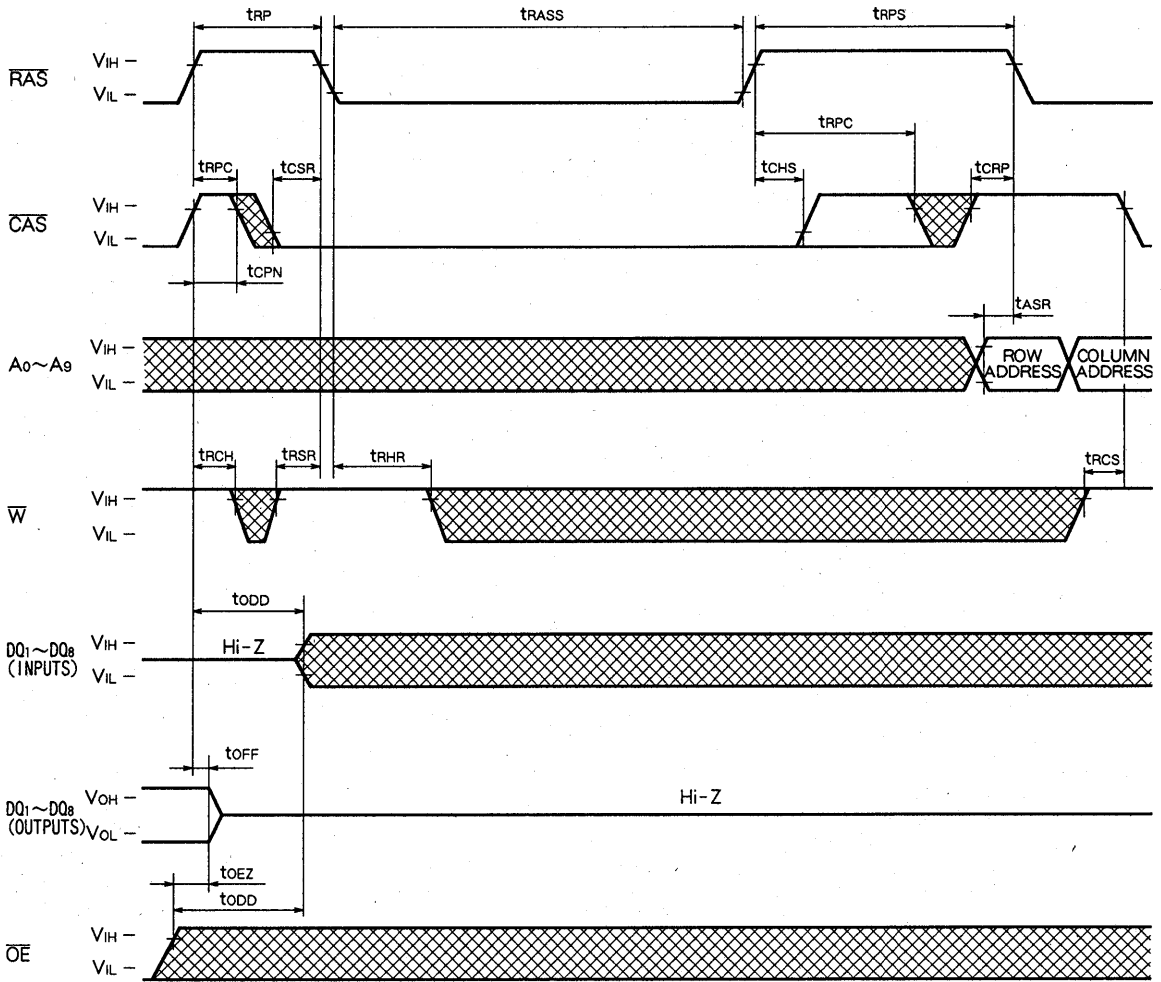 tRP tRASS tRPS
VIH
RAS
VIL
tRPC
tRPC tCSR tCHS tCRP
VIH
CAS
VIL
tCPN
tASR
VIH
A0~A9 ROW ADDRESS COLUMN ADDRESS
VIL
tRCH tRSR tRHR tRCS
VIH
W
VIL
tODD
VIH
DQ1~DQ8 (INPUTS) Hi-Z
VIL
tOFF
VOH
DQ1~DQ8 (OUTPUTS) Hi-Z
VOL
tOEZ
tODD
VIH
OE
VIL